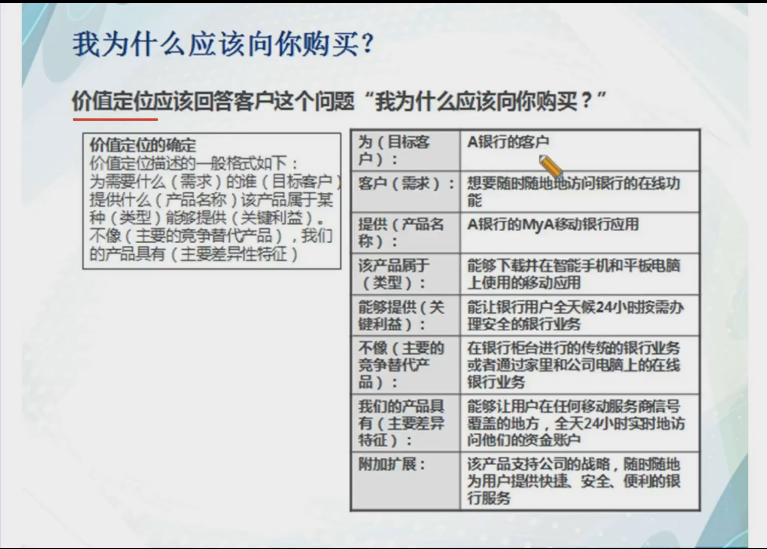 我为什么应该向你购买？
价值定位应该回答客户这个问题“我为什么应该向你购买？”
价值定位的确定
价值定位描述的一般格式如下：
为需要什么（需求）的谁（目标客户）
提供什么（产品名称）该产品属于某
种（类型）能够提供（关键利益）。
不像（主要的竞争替代产品），我们
的产品具有（主要差异性特征）
为（目标客
户）：
A银行的客户
客户（需求）：
想要随时随地地访问银行的在线功
能
提供（产品名
称）：
A银行的MyA移动银行应用
该产品属于
（类型）：
能够下载并在智能手机和平板电脑
上使用的移动应用
能够提供（关
键利益）：
能让银行用户全天候24小时按需办
理安全的银行业务
不像（主要的
竞争替代产
品）：
在银行柜台进行的传统的银行业务
或者通过家里和公司电脑上的在线
银行业务
我们的产品具
有（主要差异
特征）：
能够让用户在任何移动服务商信号
覆盖的地方，全天24小时实时地访
问他们的资金账户
附加扩展：
该产品支持公司的战略，随时随地
为用户提供快捷、安全、便利的银
行服务